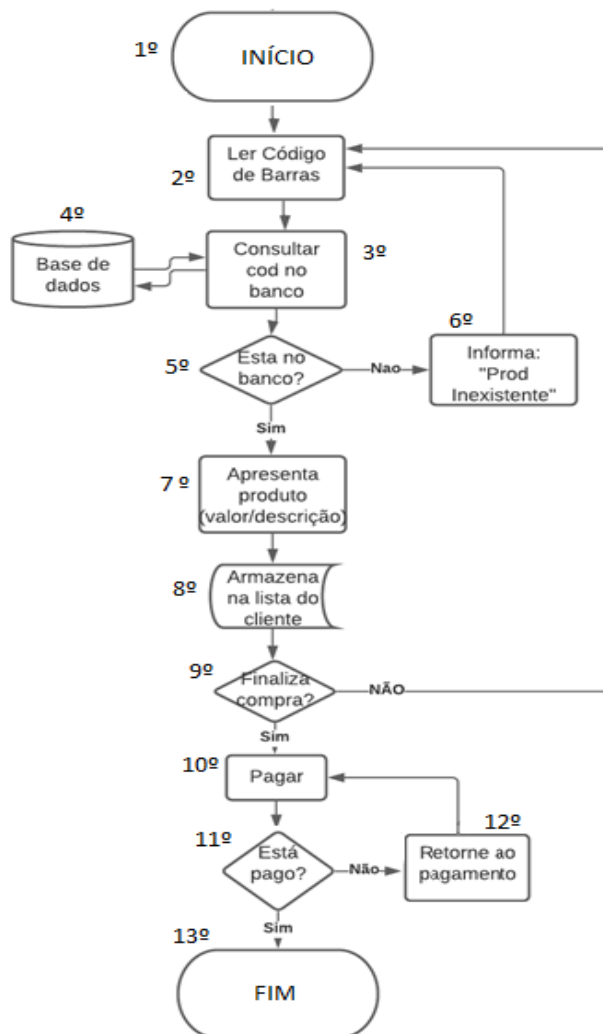 1º
INÍCIO
Ler Código
de Barras
2º
4º
Base de
dados
Consultar
cod no
banco
3º
6º
Informa:
"Prod
Inexistente"
5º
Esta no
banco?
Nao
Sim
7 º
Apresenta
produto
(valor/descrição)
8º
Armazena
na lista do
cliente
9º
Finaliza
compra?
NÃO
Sim
10º
Pagar
11º
Está
pago?
Não
12º
Retorne ao
pagamento
Sim
13º
FIM